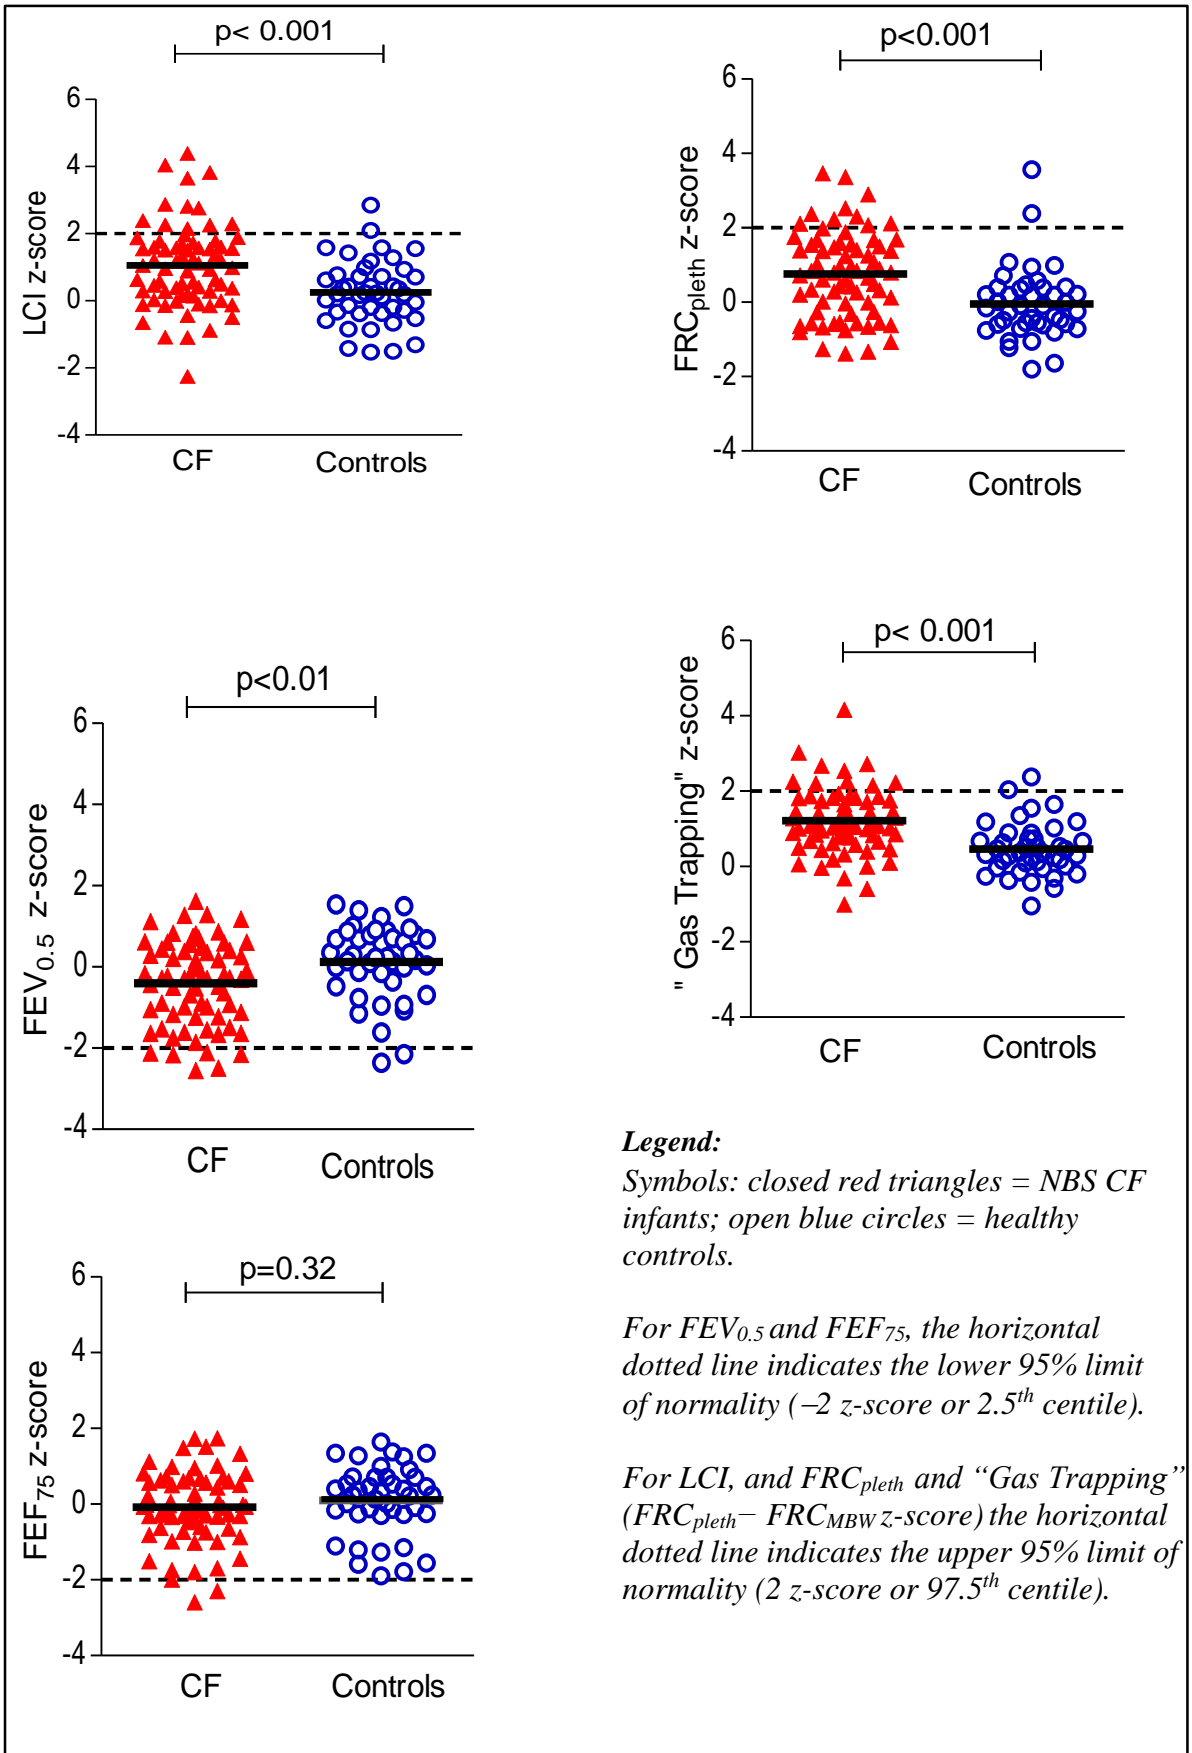 p< 0.001
6
4
2
0
-2
-4
LCI z-score
CF
Controls
p<0.001
6
4
2
0
-2
-4
FRCpleth z-score
CF
Controls
p<0.01
6
4
2
0
-2
-4
FEV0.5 z-score
CF
Controls
p< 0.001
6
4
2
0
-2
-4
" Gas Trapping" z-score
CF
Controls
p=0.32
6
4
2
0
-2
-4
FEF75 z-score
CF
Controls
Legend:
Symbols: closed red triangles = NBS CF
infants; open blue circles = healthy
controls.
For FEV0.5 and FEF75, the horizontal
dotted line indicates the lower 95% limit
of normality (–2 z-score or 2.5th centile).
For LCI, and FRCpleth and “Gas Trapping”
(FRCpleth– FRCMBW z-score) the horizontal
dotted line indicates the upper 95% limit of
normality (2 z-score or 97.5th centile).